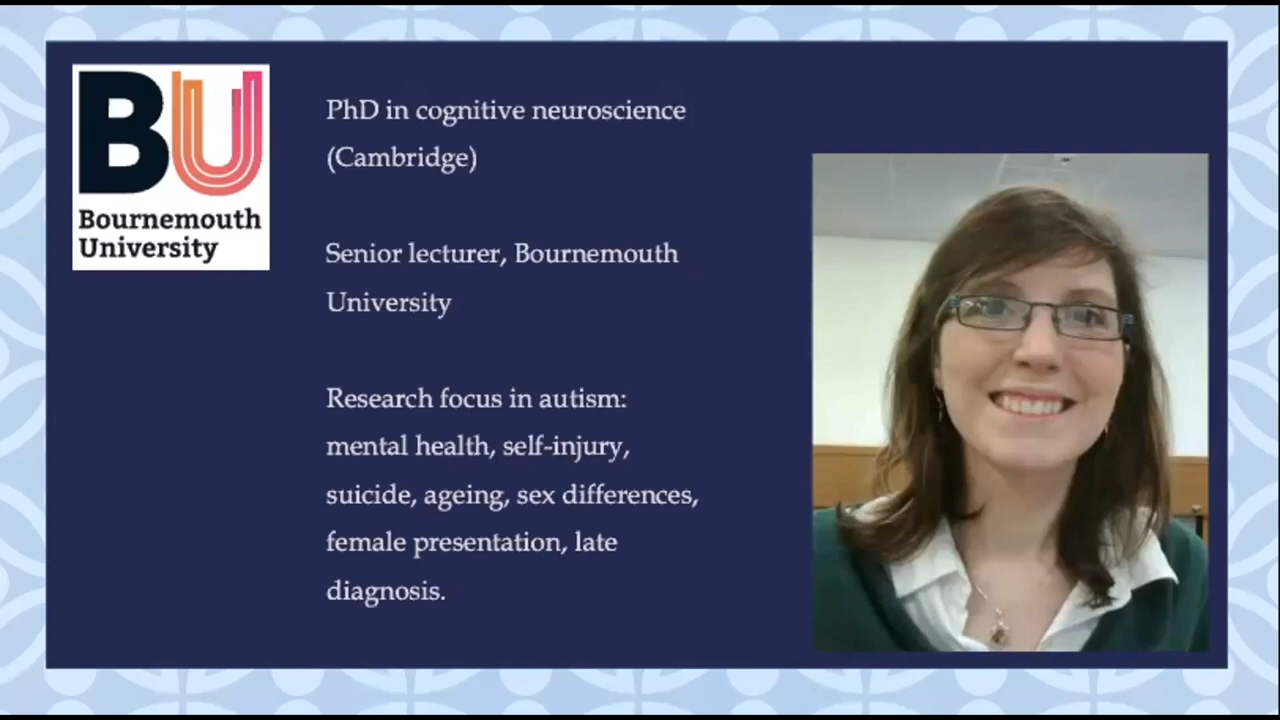 BU
Bournemouth
University
PhD in cognitive neuroscience
(Cambridge)
Senior lecturer, Bournemouth
University
Research focus in autism:
mental health, self-injury,
suicide, ageing, sex differences,
female presentation, late
diagnosis.